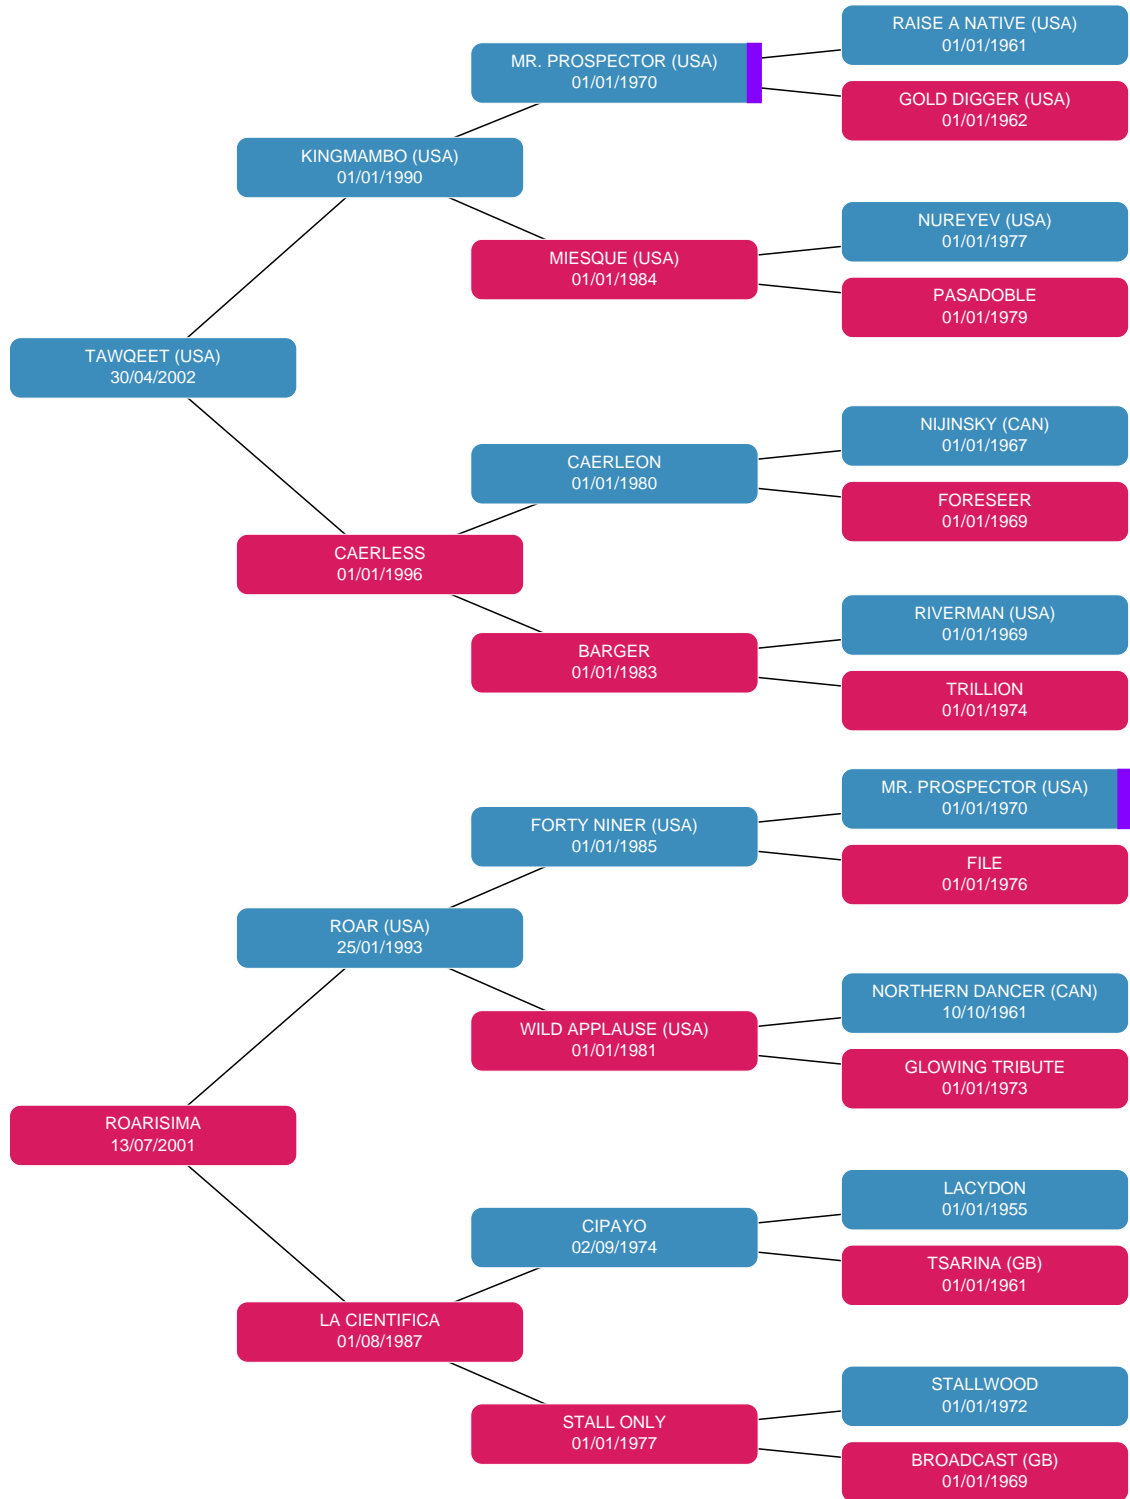 RAISE A NATIVE (USA)
01/01/1961
MR. PROSPECTOR (USA)
01/01/1970
GOLD DIGGER (USA)
01/01/1962
KINGMAMBO (USA)
01/01/1990
NUREYEV (USA)
01/01/1977
MIESQUE (USA)
01/01/1984
PASADOBLE
01/01/1979
TAWQEET (USA)
30/04/2002
NIJINSKY (CAN)
01/01/1967
CAERLEON
01/01/1980
FORESEER
01/01/1969
CAERLESS
01/01/1996
RIVERMAN (USA)
01/01/1969
BARGER
01/01/1983
TRILLION
01/01/1974
MR. PROSPECTOR (USA)
01/01/1970
FORTY NINER (USA)
01/01/1985
FILE
01/01/1976
ROAR (USA)
25/01/1993
NORTHERN DANCER (CAN)
10/10/1961
WILD APPLAUSE (USA)
01/01/1981
GLOWING TRIBUTE
01/01/1973
ROARISIMA
13/07/2001
LACYDON
01/01/1955
CIPAYO
02/09/1974
TSARINA (GB)
01/01/1961
LA CIENTIFICA
01/08/1987
STALLWOOD
01/01/1972
STALL ONLY
01/01/1977
BROADCAST (GB)
01/01/1969